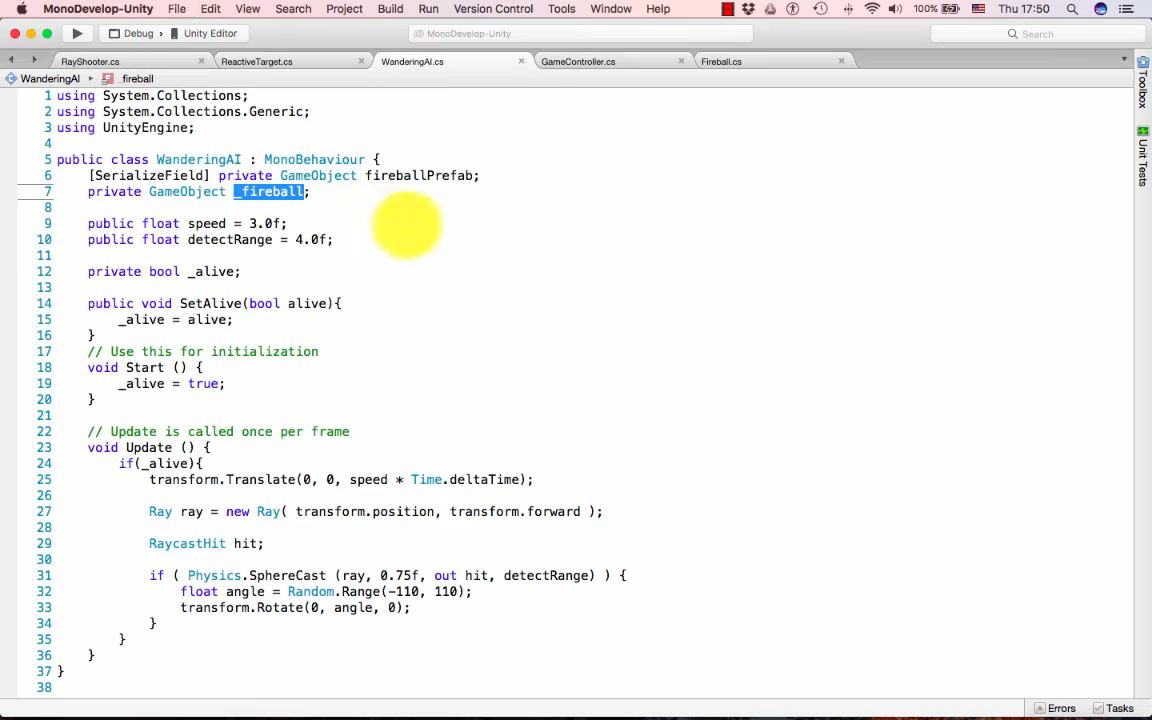 MonoDevelop-Unity File Edit View Search Project Build Run Version Control Tools Window Help 100% Thu 17:50
Debug › Unity Editor MonoDevelop-Unity Search
RayShooter.cs × ReactiveTarget.cs × WanderingAI.cs × GameController.cs × Fireball.cs ×
WanderingAI ▸ _fireball
1 using System.Collections;
2 using System.Collections.Generic;
3 using UnityEngine;
4
5 public class WanderingAI : MonoBehaviour {
6 [SerializeField] private GameObject fireballPrefab;
7 private GameObject _fireball;
8
9 public float speed = 3.0f;
10 public float detectRange = 4.0f;
11
12 private bool _alive;
13
14 public void SetAlive(bool alive){
15 _alive = alive;
16 }
17 // Use this for initialization
18 void Start () {
19 _alive = true;
20 }
21
22 // Update is called once per frame
23 void Update () {
24 if(_alive){
25 transform.Translate(0, 0, speed * Time.deltaTime);
26
27 Ray ray = new Ray( transform.position, transform.forward );
28
29 RaycastHit hit;
30
31 if ( Physics.SphereCast (ray, 0.75f, out hit, detectRange) ) {
32 float angle = Random.Range(-110, 110);
33 transform.Rotate(0, angle, 0);
34 }
35 }
36 }
37 }
38
Toolbox
Unit Tests
Errors Tasks